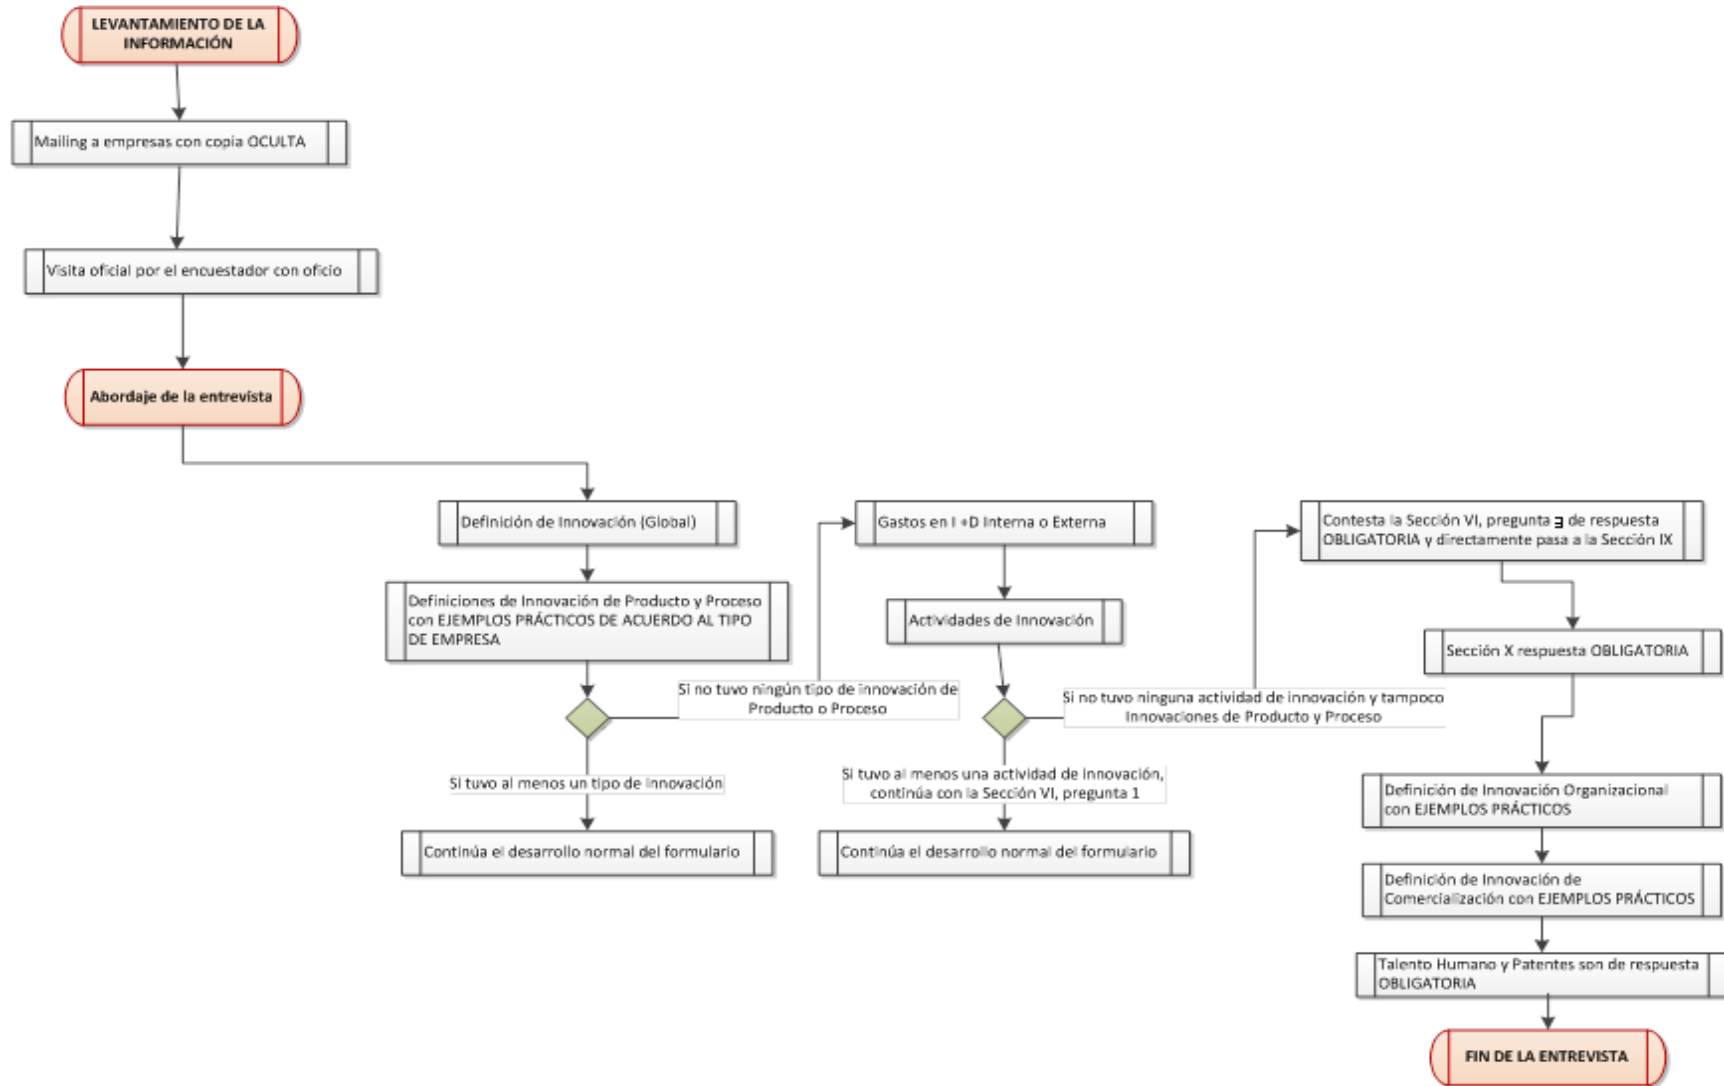 LEVANTAMIENTO DE LA
INFORMACIÓN
Mailing a empresas con copia OCULTA
Visita oficial por el encuestador con oficio
Abordaje de la entrevista
Definición de Innovación (Global)
Definiciones de Innovación de Producto y Proceso
con EJEMPLOS PRÁCTICOS DE ACUERDO AL TIPO
DE EMPRESA
Si no tuvo ningún tipo de innovación de
Producto o Proceso
Si tuvo al menos un tipo de innovación
Continúa el desarrollo normal del formulario
Gastos en I +D Interna o Externa
Actividades de Innovación
Si no tuvo ninguna actividad de innovación y tampoco
Innovaciones de Producto y Proceso
Si tuvo al menos una actividad de Innovación,
continúa con la Sección VI, pregunta 1
Continúa el desarrollo normal del formulario
Contesta la Sección VI, pregunta 3 de respuesta
OBLIGATORIA y directamente pasa a la Sección IX
Sección X respuesta OBLIGATORIA
Definición de Innovación Organizacional
con EJEMPLOS PRÁCTICOS
Definición de Innovación de
Comercialización con EJEMPLOS PRÁCTICOS
Talento Humano y Patentes son de respuesta
OBLIGATORIA
FIN DE LA ENTREVISTA